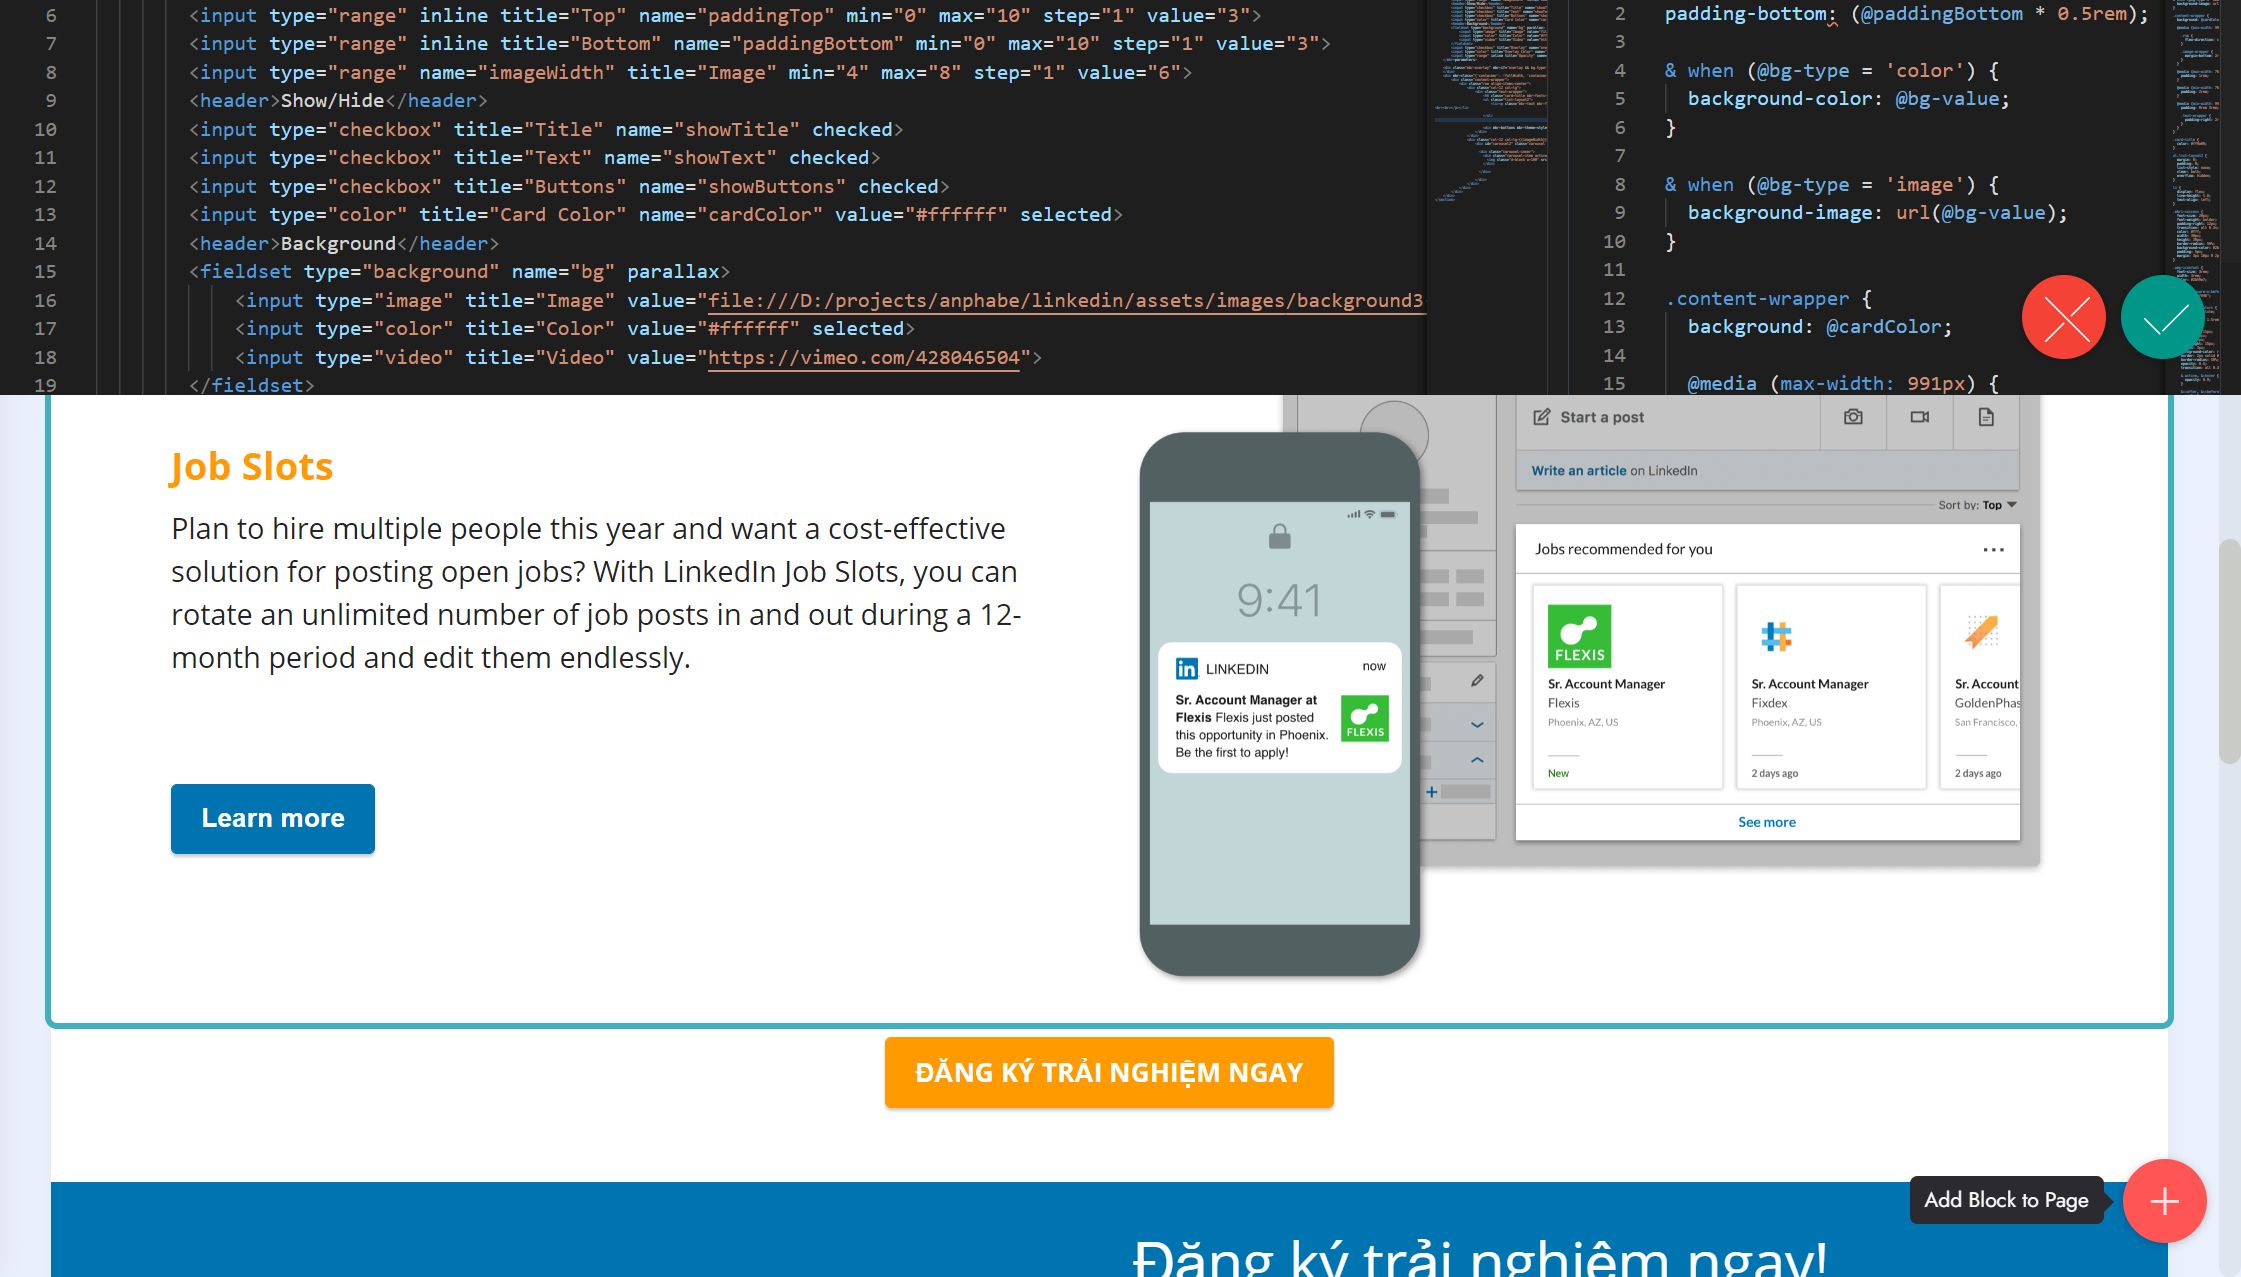 6 <input type="range" inline title="Top" name="paddingTop" min="0" max="10" step="1" value="3">
7 <input type="range" inline title="Bottom" name="paddingBottom" min="0" max="10" step="1" value="3">
8 <input type="range" name="imageWidth" title="Image" min="4" max="8" step="1" value="6">
9 <header>Show/Hide</header>
10 <input type="checkbox" title="Title" name="showTitle" checked>
11 <input type="checkbox" title="Text" name="showText" checked>
12 <input type="checkbox" title="Buttons" name="showButtons" checked>
13 <input type="color" title="Card Color" name="cardColor" value="#ffffff" selected>
14 <header>Background</header>
15 <fieldset type="background" name="bg" parallax>
16 <input type="image" title="Image" value="file:///D:/projects/anphabe/linkedin/assets/images/background3
17 <input type="color" title="Color" value="#ffffff" selected>
18 <input type="video" title="Video" value="https://vimeo.com/428046504">
19 </fieldset>
2 padding-bottom: (@paddingBottom * 0.5rem);
3
4 & when (@bg-type = 'color') {
5 background-color: @bg-value;
6 }
7
8 & when (@bg-type = 'image') {
9 background-image: url(@bg-value);
10 }
11
12 .content-wrapper {
13 background: @cardColor;
14
15 @media (max-width: 991px) {
Job Slots
Plan to hire multiple people this year and want a cost-effective
solution for posting open jobs? With LinkedIn Job Slots, you can
rotate an unlimited number of job posts in and out during a 12-
month period and edit them endlessly.
Learn more
9:41
in LINKEDIN now
Sr. Account Manager at
Flexis Flexis just posted
this opportunity in Phoenix.
Be the first to apply!
FLEXIS
Start a post
Write an article on LinkedIn
Sort by: Top
Jobs recommended for you
FLEXIS
Sr. Account Manager
Flexis
Phoenix, AZ, US
New
Sr. Account Manager
Fixdex
Phoenix, AZ, US
2 days ago
Sr. Account
GoldenPhas
San Francisco,
2 days ago
See more
ĐĂNG KÝ TRẢI NGHIỆM NGAY
Add Block to Page
Đăng ký trải nghiệm ngay!